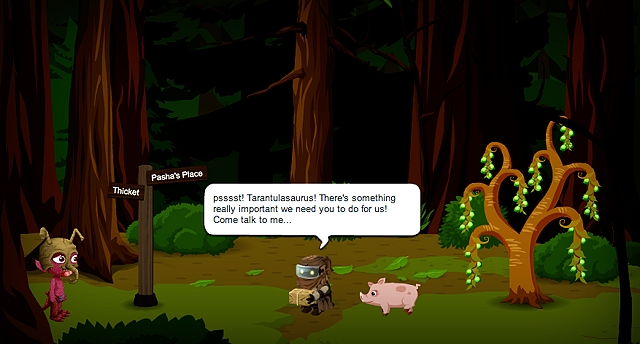 Pasha's Place
Thicket
psssst! Tarantulasaurus! There's something
really important we need you to do for us!
Come talk to me...